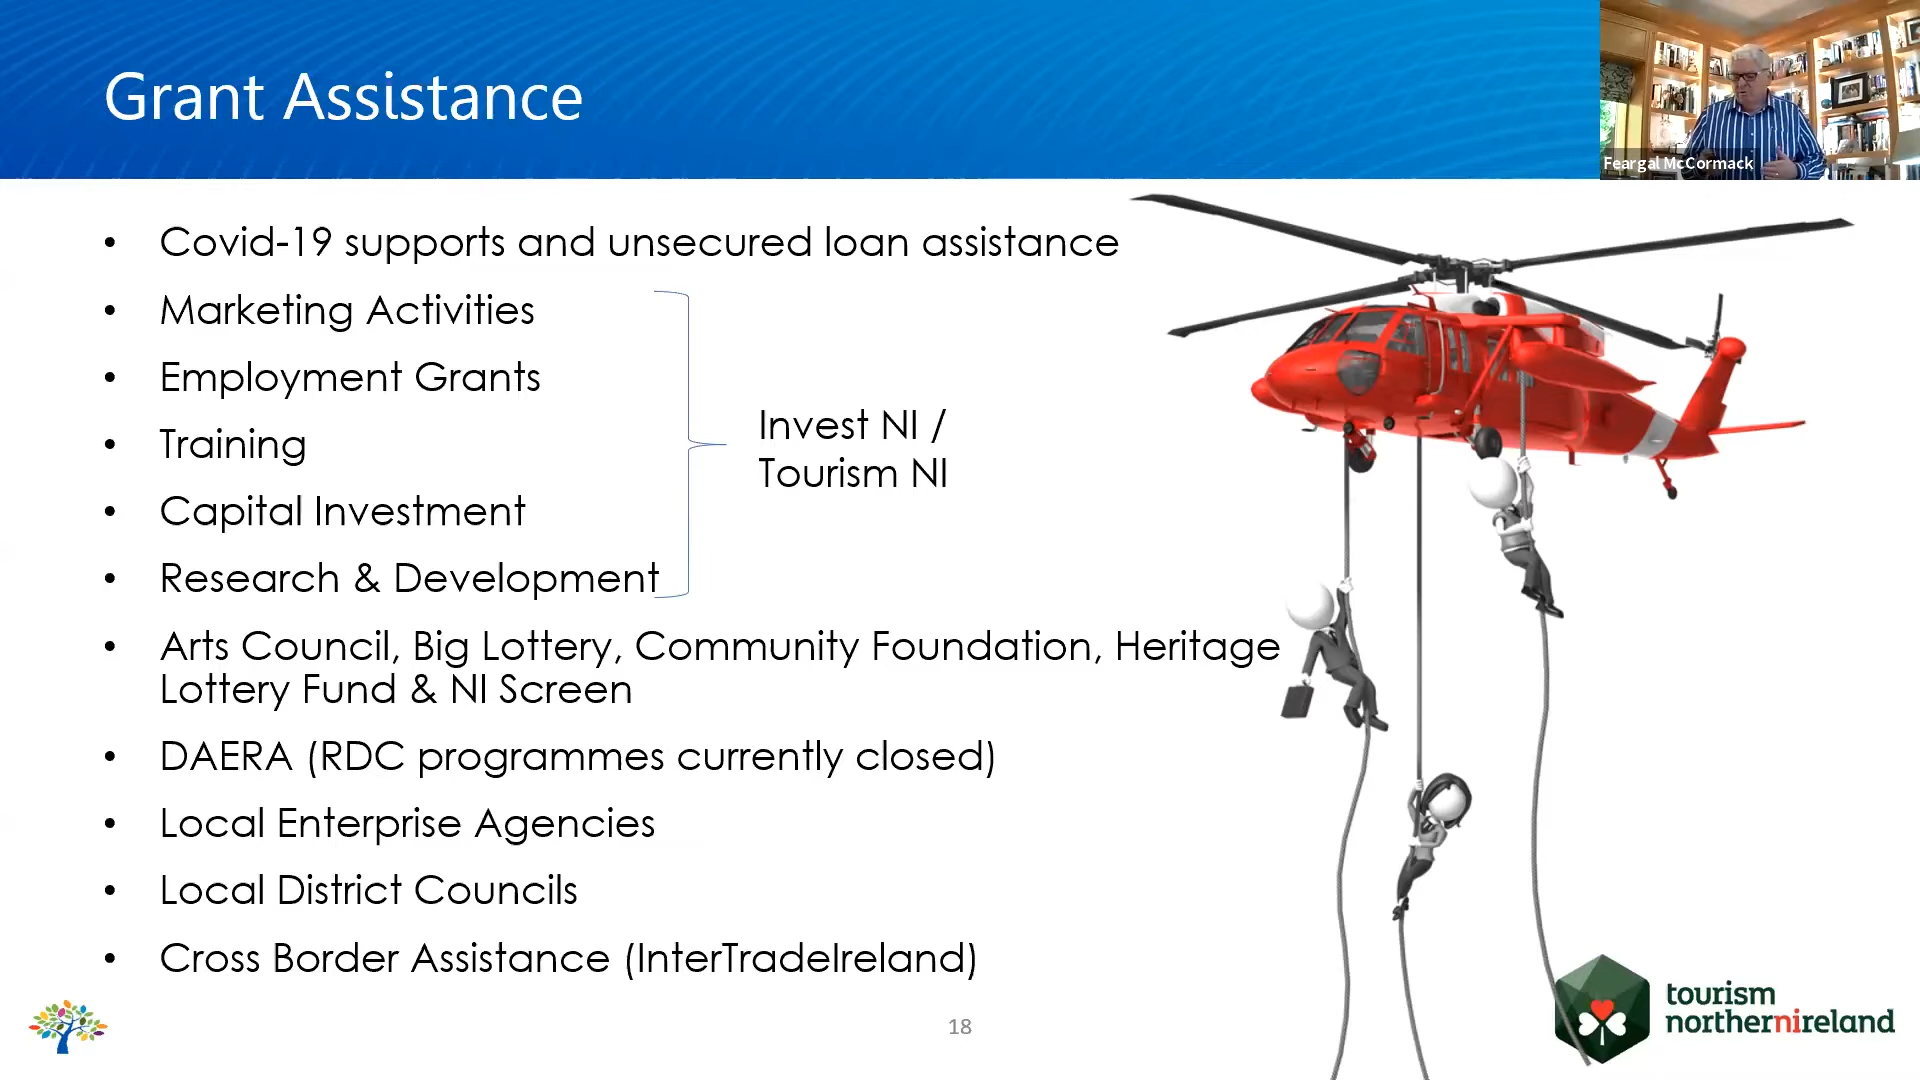 Grant Assistance
Feargal McCormack
• Covid-19 supports and unsecured loan assistance
• Marketing Activities
• Employment Grants
• Training
• Capital Investment
• Research & Development
Invest NI /
Tourism NI
• Arts Council, Big Lottery, Community Foundation, Heritage
Lottery Fund & NI Screen
• DAERA (RDC programmes currently closed)
• Local Enterprise Agencies
• Local District Councils
• Cross Border Assistance (InterTradeIreland)
18
tourism
northernireland